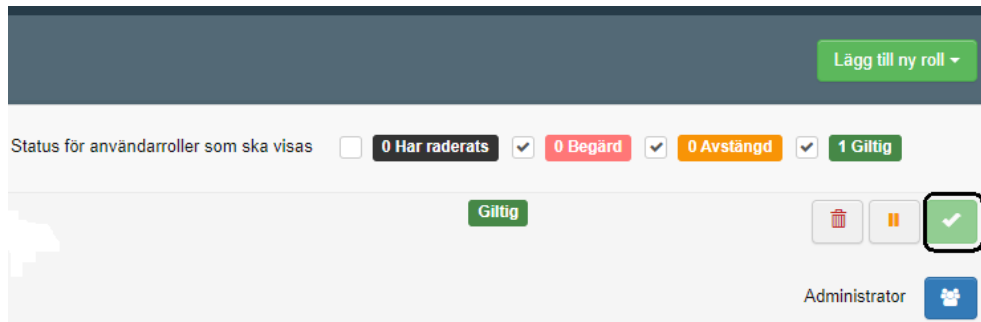 Lägg till ny roll
Status för användarroller som ska visas 0 Har raderats 0 Begärd 0 Avstängd 1 Giltig
Giltig
Administrator